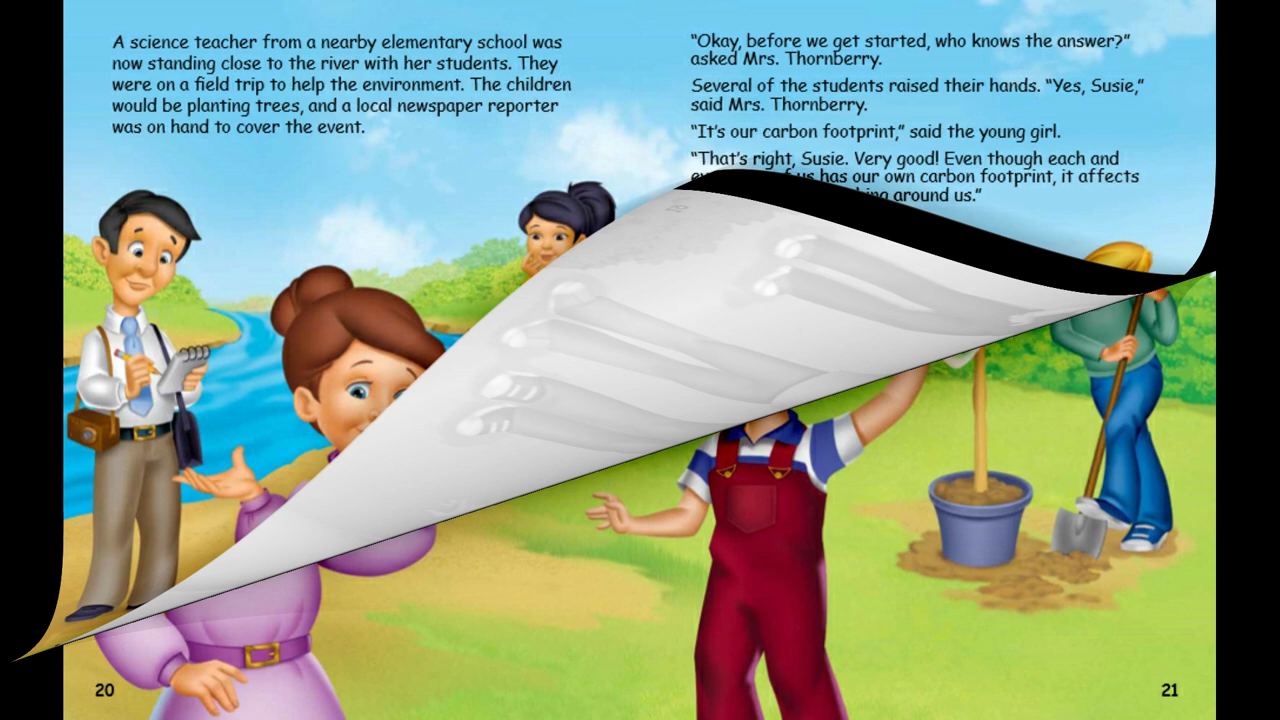 A science teacher from a nearby elementary school was
now standing close to the river with her students. They
were on a field trip to help the environment. The children
would be planting trees, and a local newspaper reporter
was on hand to cover the event.
“Okay, before we get started, who knows the answer?”
asked Mrs. Thornberry.
Several of the students raised their hands. “Yes, Susie,”
said Mrs. Thornberry.
“It’s our carbon footprint,” said the young girl.
“That’s right, Susie. Very good! Even though each and
us has our own carbon footprint, it affects
around us.”
20
21